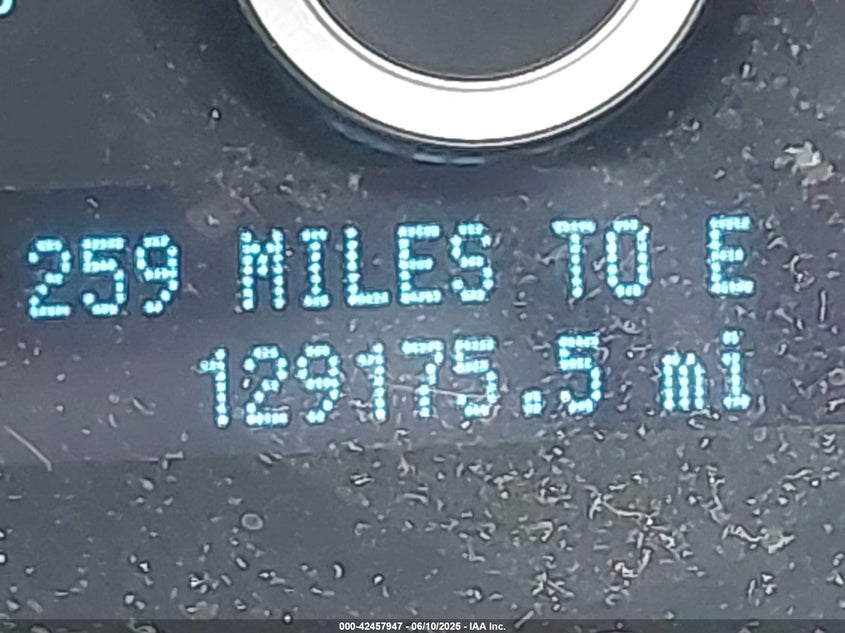 259 MILES TO E
129175.5 mi
000-42457947 - 06/10/2025 - IAA Inc.